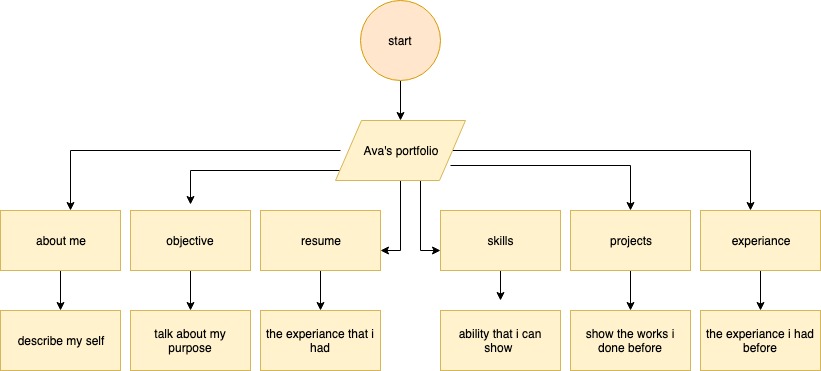 start
Ava's portfolio
about me
objective
resume
skills
projects
experiance
describe my self
talk about my
purpose
the experiance that i
had
ability that i can
show
show the works i
done before
the experiance i had
before